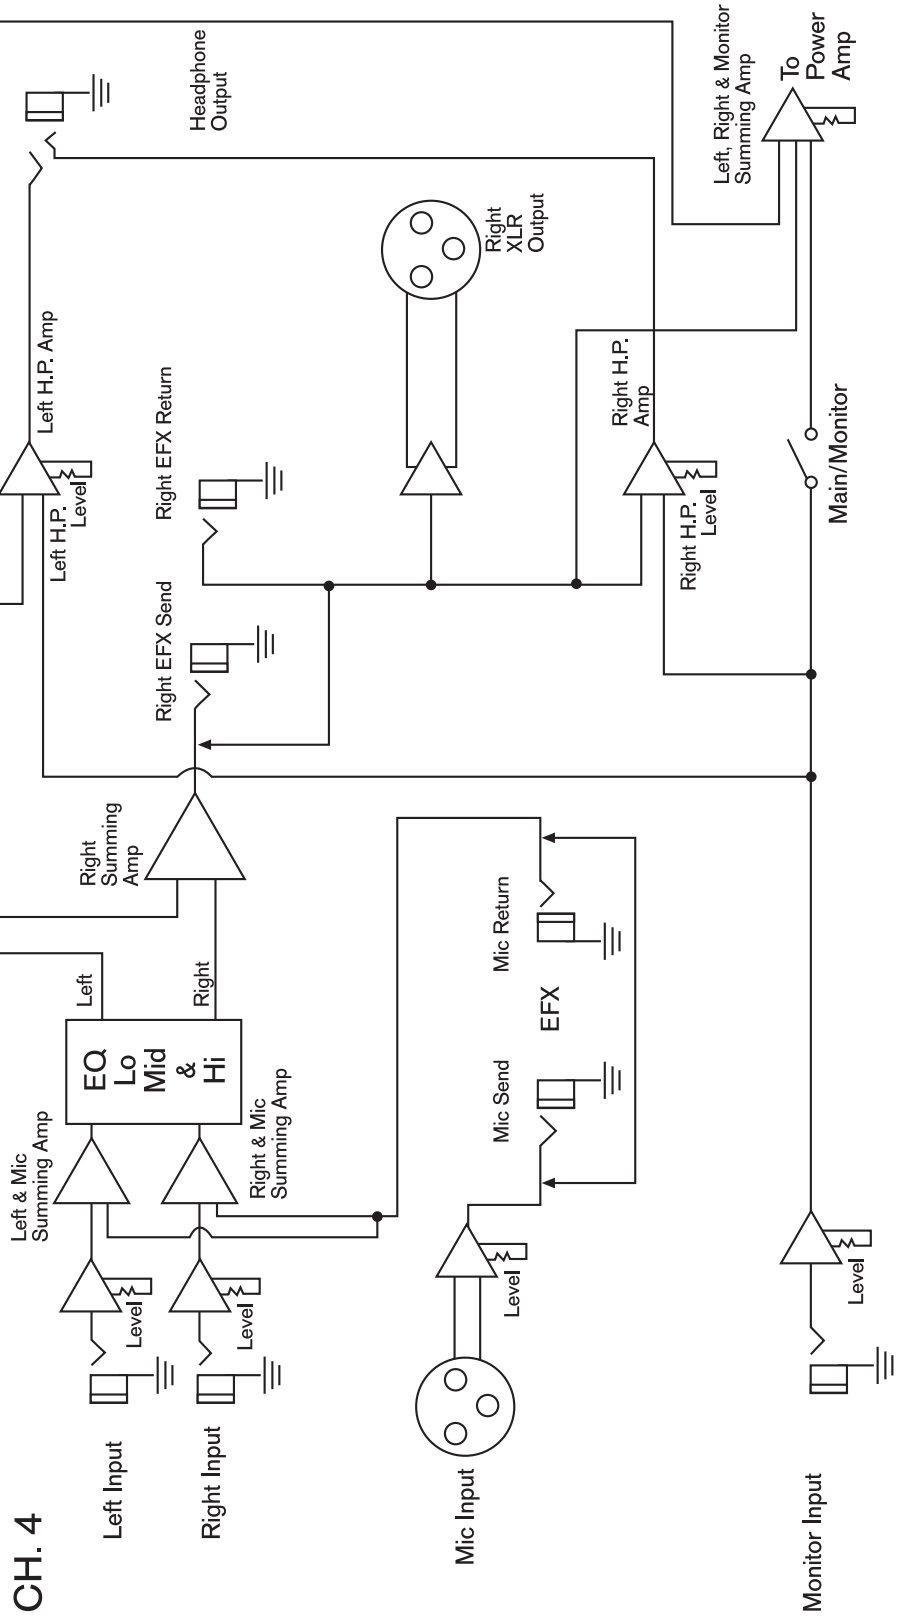 CH. 4
Left Input
Level
Left & Mic
Summing Amp
EQ
Lo
Mid
&
Hi
Left
Right
Right Input
Level
Right & Mic
Summing Amp
Right
Summing
Amp
Right EFX Send
Right EFX Return
Left H.P.
Level
Left H.P. Amp
Headphone
Output
Mic Input
Level
Mic Send
EFX
Mic Return
Right
XLR
Output
Right H.P.
Level
Right H.P.
Amp
Left, Right & Monitor
Summing Amp
To
Power
Amp
Monitor Input
Level
Main/Monitor